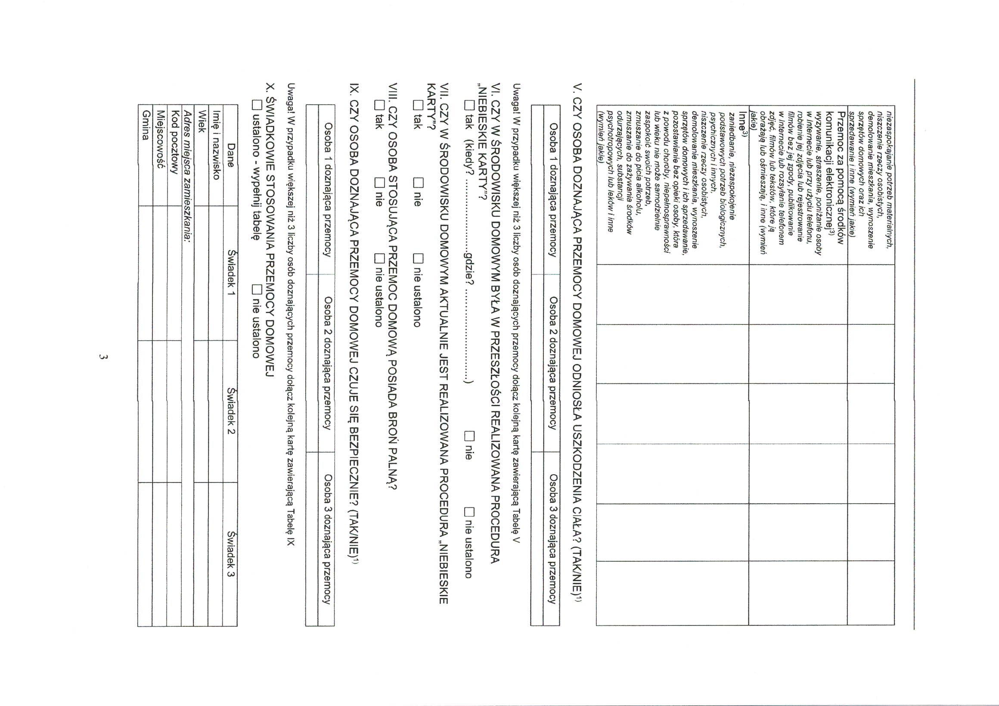 niezaspokajanie potrzeb materialnych,
niszczenie rzeczy osobistych,
demolowanie mieszkania, wynoszenie
sprzętów domowych oraz ich
sprzedawanie i inne (wymień jakie)
Przemoc za pomocą środków
komunikacji elektronicznej³⁾
wyzywanie, straszenie, poniżanie osoby
w Internecie lub przy użyciu telefonu,
robienie jej zdjęcia lub rejestrowanie
filmów bez jej zgody, publikowanie
w Internecie lub rozsyłanie telefonem
zdjęć, filmów lub tekstów, które ją
obrażają lub ośmieszają, i inne (wymień
jakie)
Inne³⁾
zaniedbanie, niezaspokojenie
podstawowych potrzeb biologicznych,
psychicznych i innych,
niszczenie rzeczy osobistych,
demolowanie mieszkania, wynoszenie
sprzętów domowych i ich sprzedawanie,
pozostawianie bez opieki osoby, która
z powodu choroby, niepełnosprawności
lub wieku nie może samodzielnie
zaspokoić swoich potrzeb,
zmuszanie do picia alkoholu,
zmuszanie do zażywania środków
odurzających, substancji
psychotropowych lub leków i inne
(wymień jakie)
V. CZY OSOBA DOZNAJĄCA PRZEMOCY DOMOWEJ ODNIOSŁA USZKODZENIA CIAŁA? (TAK/NIE)¹⁾
Osoba 1 doznająca przemocy Osoba 2 doznająca przemocy Osoba 3 doznająca przemocy
Uwaga! W przypadku większej niż 3 liczby osób doznających przemocy dołącz kolejną kartę zawierającą Tabelę V
VI. CZY W ŚRODOWISKU DOMOWYM BYŁA W PRZESZŁOŚCI REALIZOWANA PROCEDURA
„NIEBIESKIE KARTY”?
☐ tak (kiedy? ..........................gdzie? ..............................) ☐ nie ☐ nie ustalono
VII. CZY W ŚRODOWISKU DOMOWYM AKTUALNIE JEST REALIZOWANA PROCEDURA „NIEBIESKIE
KARTY”?
☐ tak ☐ nie ☐ nie ustalono
VIII. CZY OSOBA STOSUJĄCA PRZEMOC DOMOWĄ POSIADA BROŃ PALNĄ?
☐ tak ☐ nie ☐ nie ustalono
IX. CZY OSOBA DOZNAJĄCA PRZEMOCY DOMOWEJ CZUJE SIĘ BEZPIECZNIE? (TAK/NIE)¹⁾
Osoba 1 doznająca przemocy Osoba 2 doznająca przemocy Osoba 3 doznająca przemocy
Uwaga! W przypadku większej niż 3 liczby osób doznających przemocy dołącz kolejną kartę zawierającą Tabelę IX
X. ŚWIADKOWIE STOSOWANIA PRZEMOCY DOMOWEJ
☐ ustalono - wypełnij tabelę ☐ nie ustalono
Dane Świadek 1 Świadek 2 Świadek 3
Imię i nazwisko
Wiek
Adres miejsca zamieszkania:
Kod pocztowy
Miejscowość
Gmina
3